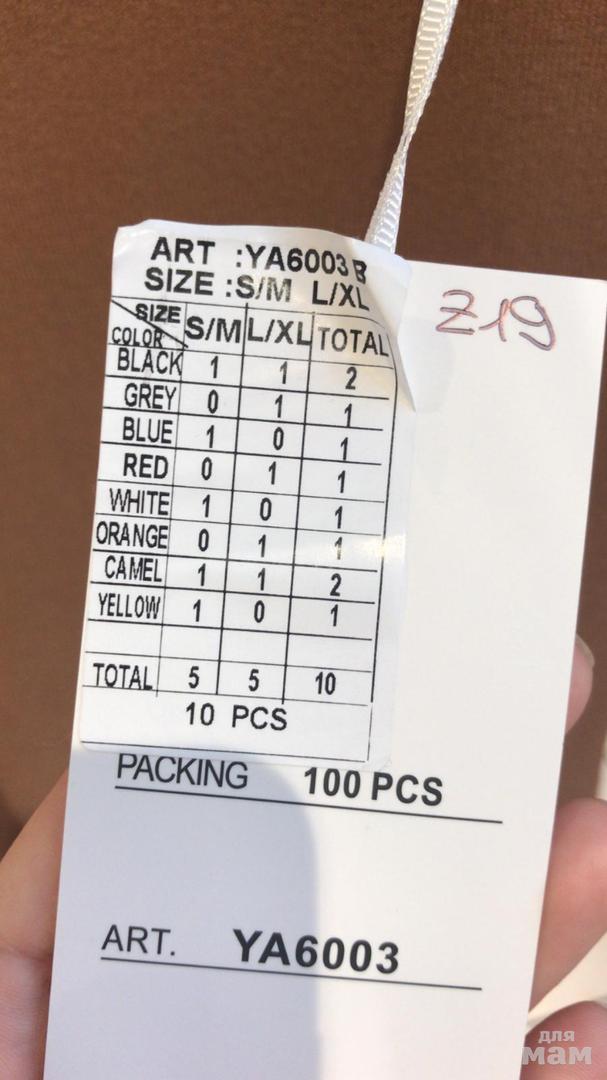 ART :YA6003B
SIZE :S/M L/XL
SIZE
COLOR S/M L/XL TOTAL
BLACK 1 1 2
GREY 0 1 1
BLUE 1 0 1
RED 0 1 1
WHITE 1 0 1
ORANGE 0 1 1
CAMEL 1 1 2
YELLOW 1 0 1
TOTAL 5 5 10
10 PCS
Z19
PACKING 100 PCS
ART. YA6003
для
мам